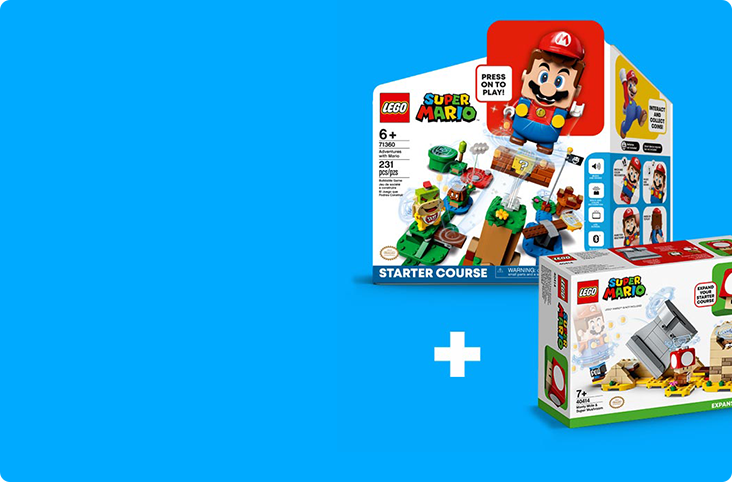 PRESS
ON TO
PLAY!
LEGO
SUPER
MARIO
6+
71360
Adventures
with Mario
231
pcs/pzs
INTERACT
AND
COLLECT
COINS!
STARTER COURSE
WARNING:
LEGO
SUPER
MARIO
EXPAND
YOUR
STARTER
COURSE
7+
40414
Monty Mole &
Super Mushroom
EXPANS